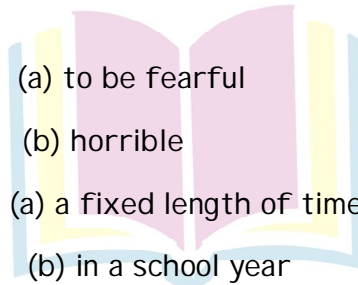 (a) to be fearful
(b) horrible
(a) a fixed length of time
(b) in a school year